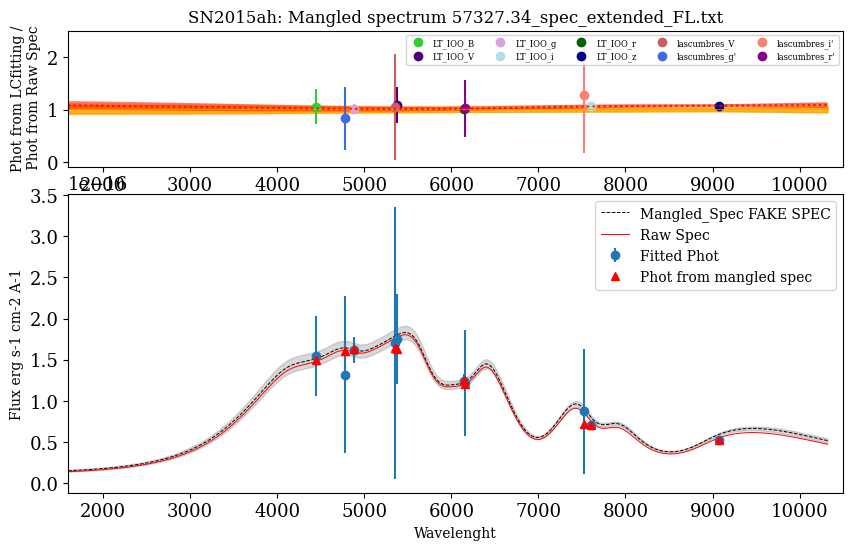 SN2015ah: Mangled spectrum 57327.34_spec_extended_FL.txt
Phot from LCfitting /
Phot from Raw Spec
2
1
0
LT_IOO_B LT_IOO_g LT_IOO_r lascumbres_V lascumbres_i'
LT_IOO_V LT_IOO_i LT_IOO_z lascumbres_g' lascumbres_r'
2000 3000 4000 5000 6000 7000 8000 9000 10000
1e−16
Flux erg s-1 cm-2 A-1
3.5
3.0
2.5
2.0
1.5
1.0
0.5
0.0
Mangled_Spec FAKE SPEC
Raw Spec
Fitted Phot
Phot from mangled spec
2000 3000 4000 5000 6000 7000 8000 9000 10000
Wavelenght